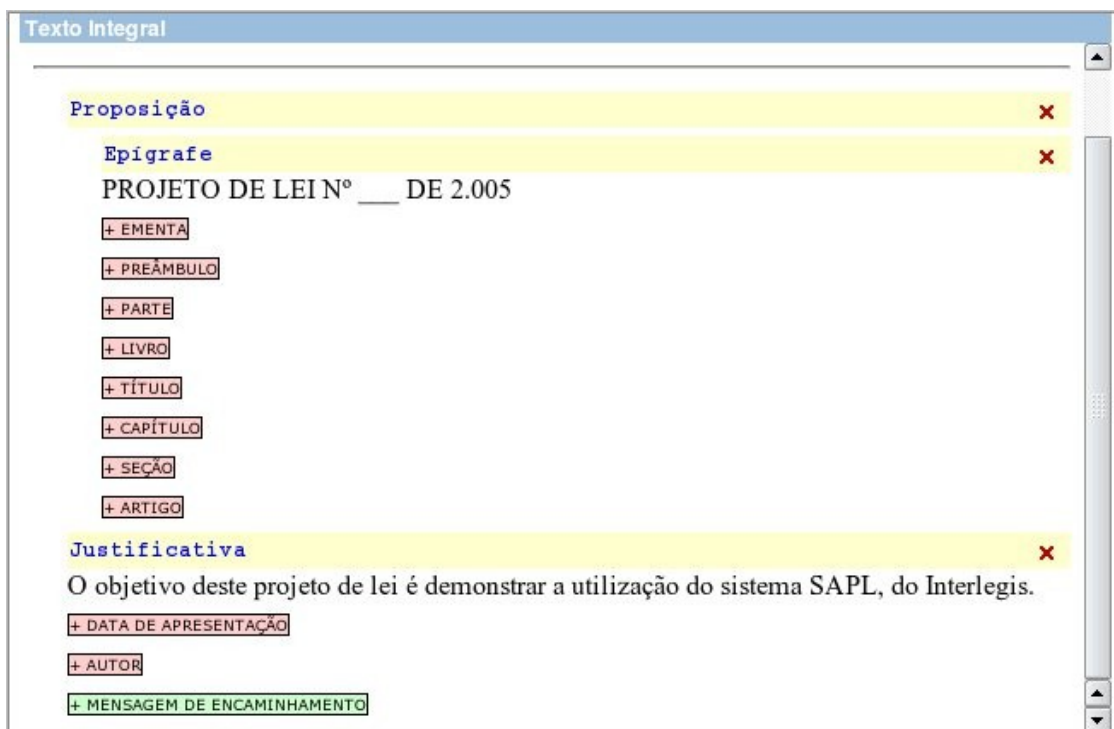 Texto Integral
Proposição
Epígrafe
PROJETO DE LEI Nº ___ DE 2.005
+ EMENTA
+ PREÂMBULO
+ PARTE
+ LIVRO
+ TÍTULO
+ CAPÍTULO
+ SEÇÃO
+ ARTIGO
Justificativa
O objetivo deste projeto de lei é demonstrar a utilização do sistema SAPL, do Interlegis.
+ DATA DE APRESENTAÇÃO
+ AUTOR
+ MENSAGEM DE ENCAMINHAMENTO